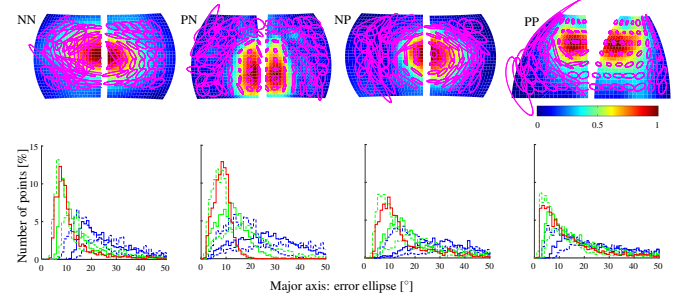 NN PN NP PP
0 0.5 1
Number of points [%]
15
10
5
0
0 10 20 30 40 50 0 10 20 30 40 50 0 10 20 30 40 50 0 10 20 30 40 50
Major axis: error ellipse [°]